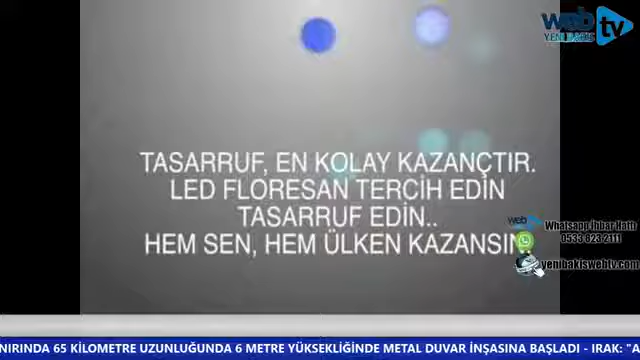 web tv
YENİ BAKIŞ
TASARRUF, EN KOLAY KAZANÇTIR.
LED FLORESAN TERCİH EDİN
TASARRUF EDİN..
HEM SEN, HEM ÜLKEN KAZANSIN.
web tv
Whatsapp İhbar Hattı
0533 823 2111
yenibakiswebtv.com
NIRINDA 65 KİLOMETRE UZUNLUĞUNDA 6 METRE YÜKSEKLİĞİNDE METAL DUVAR İNŞASINA BAŞLADI - IRAK: "A